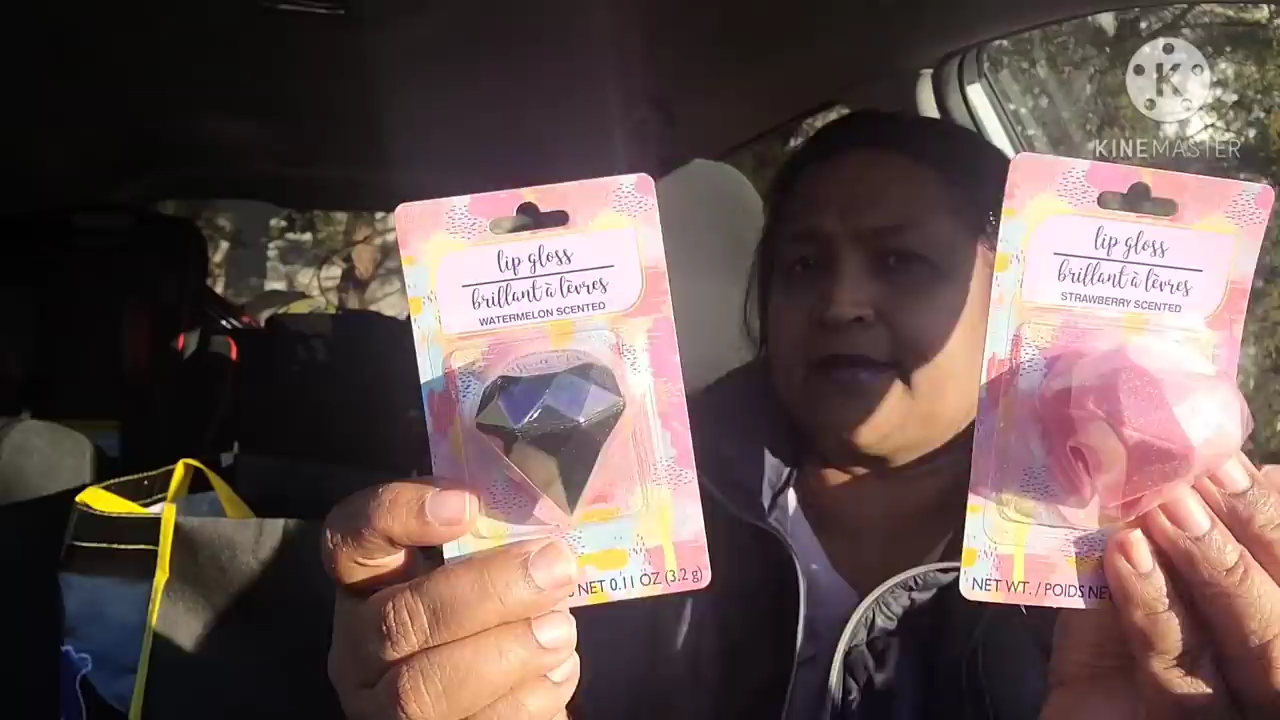 K
KINEMASTER
lip gloss
brillant à lèvres
WATERMELON SCENTED
NET 0.11 OZ (3.2 g)
lip gloss
brillant à lèvres
STRAWBERRY SCENTED
NET WT. / POIDS